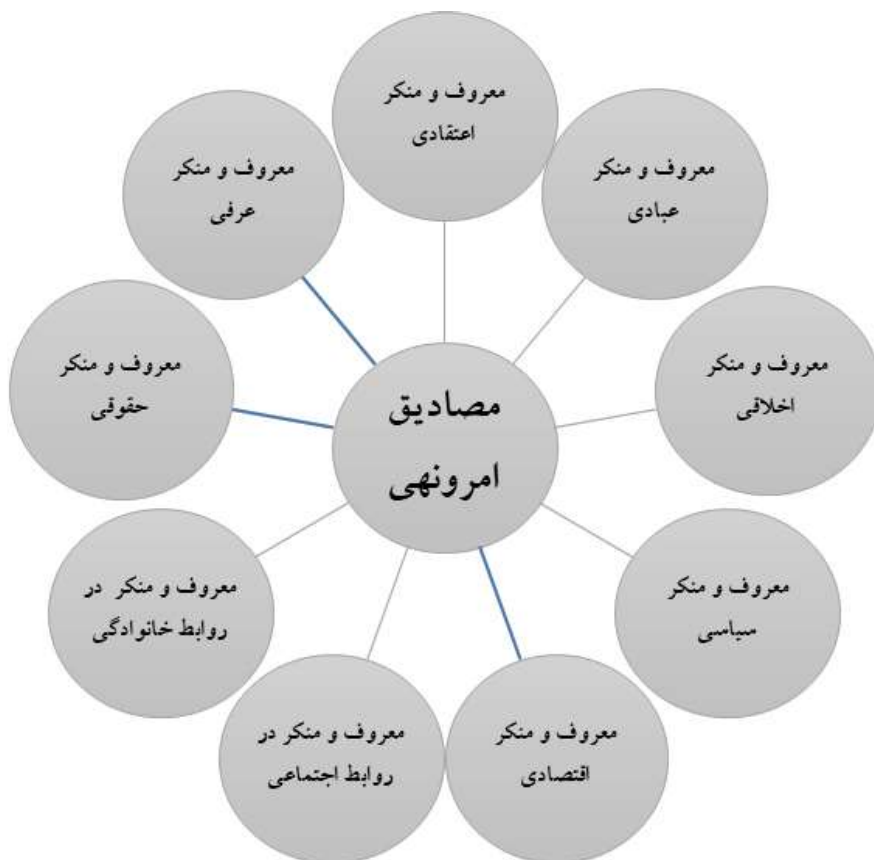 مصادیق
امرونهی
معروف و منکر
اعتقادی
معروف و منکر
عبادی
معروف و منکر
اخلاقی
معروف و منکر
سیاسی
معروف و منکر
اقتصادی
معروف و منکر در
روابط اجتماعی
معروف و منکر در
روابط خانوادگی
معروف و منکر
حقوقی
معروف و منکر
عرفی